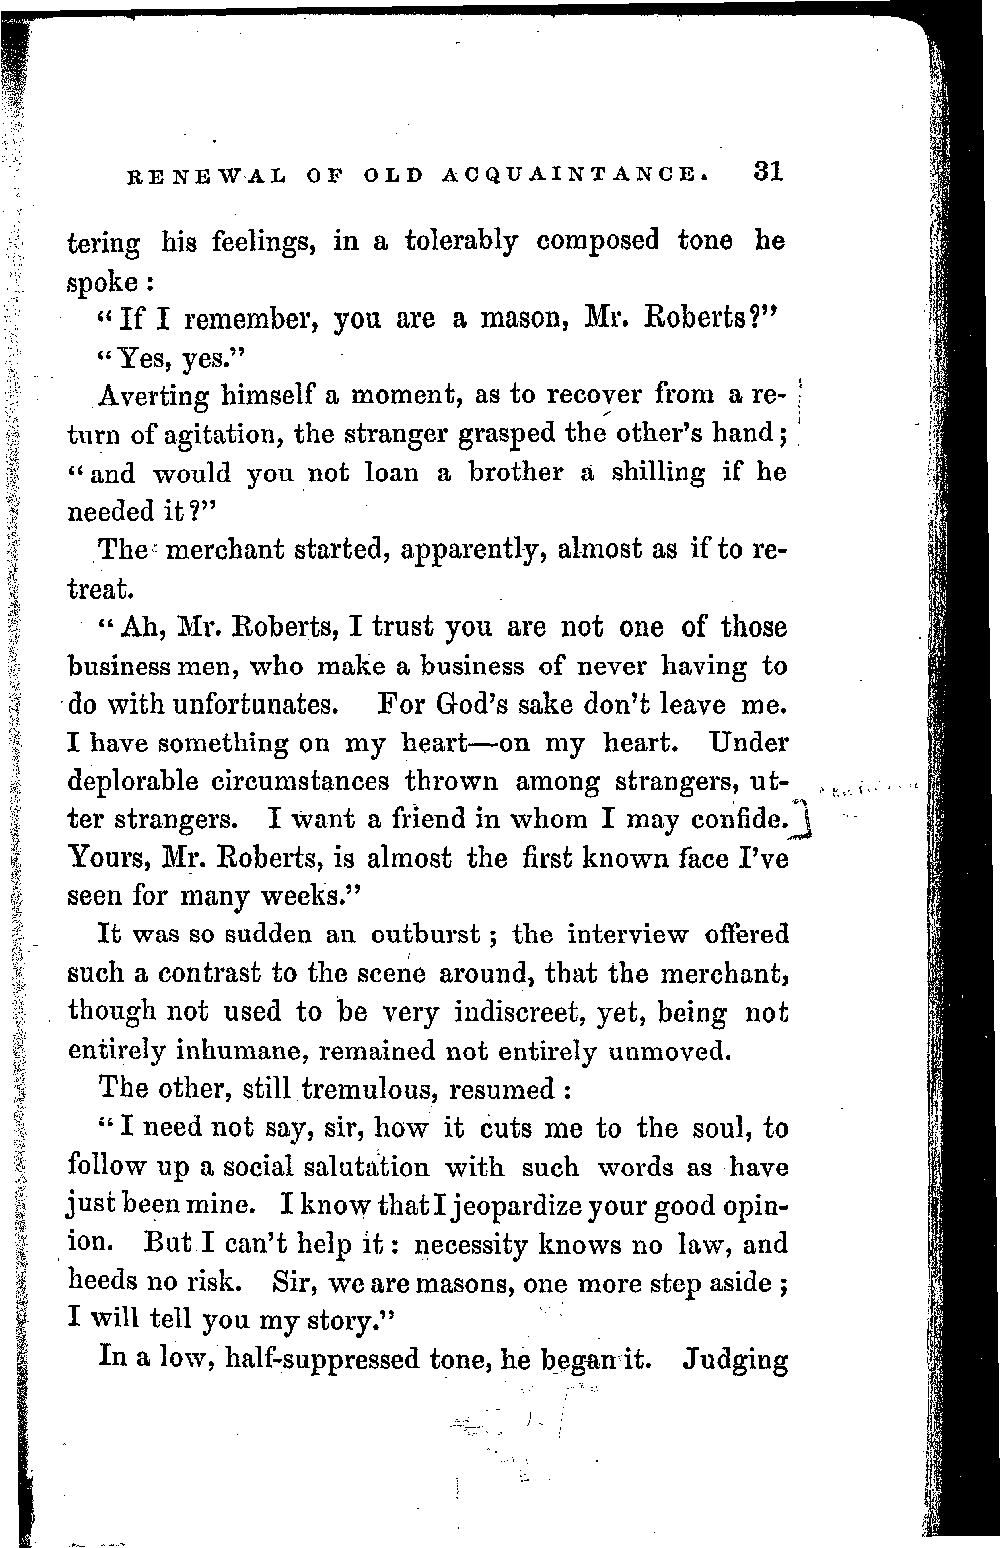 RENEWAL OF OLD ACQUAINTANCE. 31
tering his feelings, in a tolerably composed tone he
spoke :
“ If I remember, you are a mason, Mr. Roberts?”
“ Yes, yes.”
Averting himself a moment, as to recover from a re-
turn of agitation, the stranger grasped the other’s hand ;
“ and would you not loan a brother a shilling if he
needed it ?”
The merchant started, apparently, almost as if to re-
treat.
“ Ah, Mr. Roberts, I trust you are not one of those
business men, who make a business of never having to
do with unfortunates. For God’s sake don’t leave me.
I have something on my heart—on my heart. Under
deplorable circumstances thrown among strangers, ut-
ter strangers. I want a friend in whom I may confide.
Yours, Mr. Roberts, is almost the first known face I’ve
seen for many weeks.”
It was so sudden an outburst ; the interview offered
such a contrast to the scene around, that the merchant,
though not used to be very indiscreet, yet, being not
entirely inhumane, remained not entirely unmoved.
The other, still tremulous, resumed :
“ I need not say, sir, how it cuts me to the soul, to
follow up a social salutation with such words as have
just been mine. I know that I jeopardize your good opin-
ion. But I can’t help it : necessity knows no law, and
heeds no risk. Sir, we are masons, one more step aside ;
I will tell you my story.”
In a low, half-suppressed tone, he began it. Judging